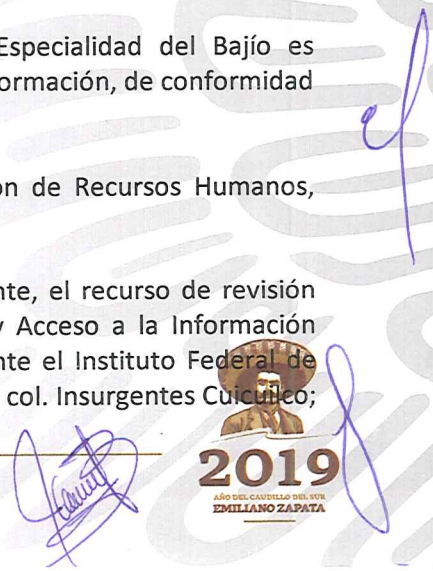 Especialidad del Bajío es
ormación, de conformidad
n de Recursos Humanos,
nte, el recurso de revisión
Acceso a la Información
nte el Instituto Federal de
col. Insurgentes Cuicuilco;
2019
AÑO DEL CAUDILLO DEL SUR
EMILIANO ZAPATA